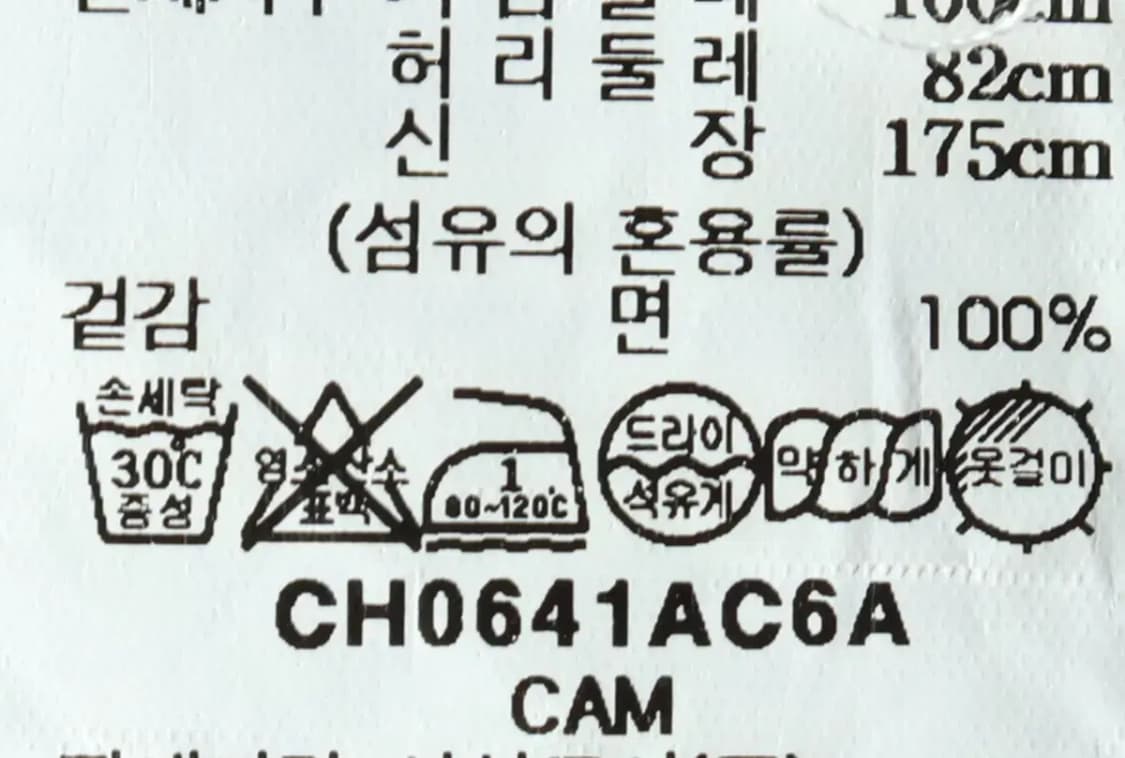 허리둘레 82cm
신 장 175cm
(섬유의 혼용률)
겉감 면 100%
손세탁
30℃
중성
염소산소
표백
1
80~120℃
드라이
석유계
약하게
옷걸이
CH0641AC6A
CAM